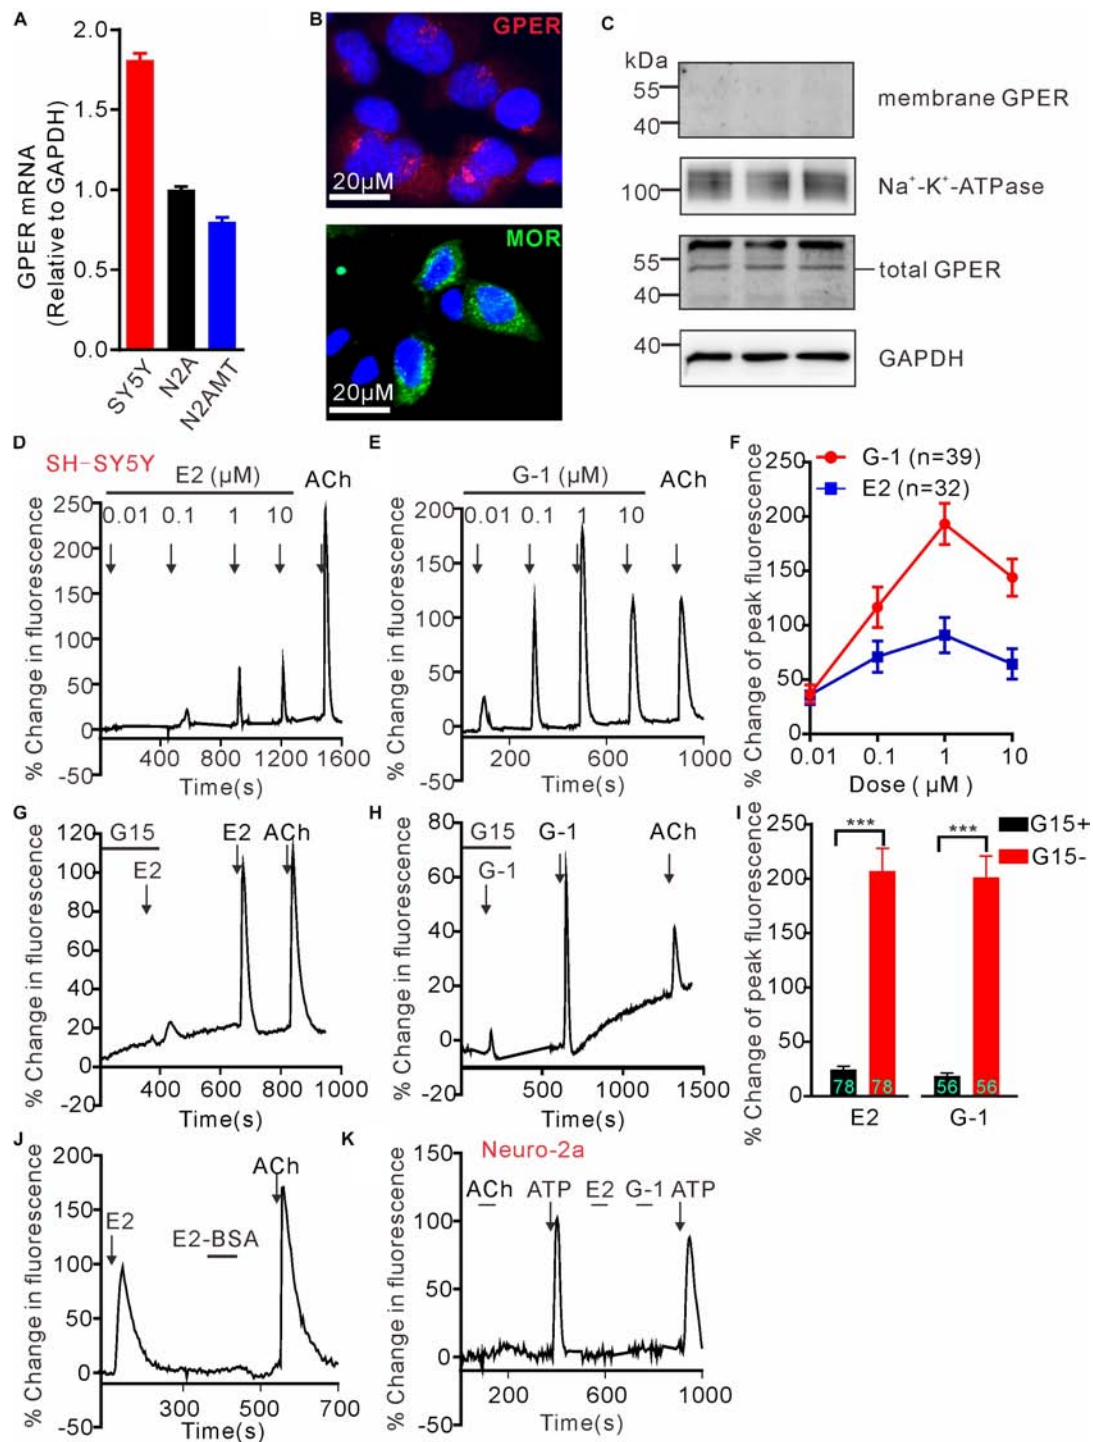 A
GPER mRNA
(Relative to GAPDH)
2.0
1.5
1.0
0.5
0.0
SY5Y
N2A
N2AMT
B
GPER
20µM
MOR
20µM
C
kDa
55
40
membrane GPER
100
Na⁺-K⁺-ATPase
55
40
total GPER
40
GAPDH
D
SH-SY5Y
E2 (µM)
ACh
0.01 0.1 1 10
% Change in fluorescence
250
200
150
100
50
0
-50
400 800 1200 1600
Time(s)
E
G-1 (µM)
ACh
0.01 0.1 1 10
% Change in fluorescence
200
150
100
50
0
-50
200 600 1000
Time(s)
F
G-1 (n=39)
E2 (n=32)
% Change of peak fluorescence
250
200
150
100
50
0
0.01 0.1 1 10
Dose ( µM )
G
G15
E2
E2
ACh
% Change in fluorescence
120
100
80
60
40
20
0
-20
400 600 800 1000
Time(s)
H
G15
G-1
G-1
ACh
% Change in fluorescence
80
60
40
20
0
-20
500 1000 1500
Time(s)
I
G15+
G15-
*** ***
% Change of peak fluorescence
250
200
150
100
50
0
78 78 56 56
E2 G-1
J
E2
E2-BSA
ACh
% Change in fluorescence
200
150
100
50
0
-50
300 500 700
Time(s)
K
Neuro-2a
ACh ATP E2 G-1 ATP
% Change in fluorescence
150
100
50
0
-50
200 600 1000
Time(s)